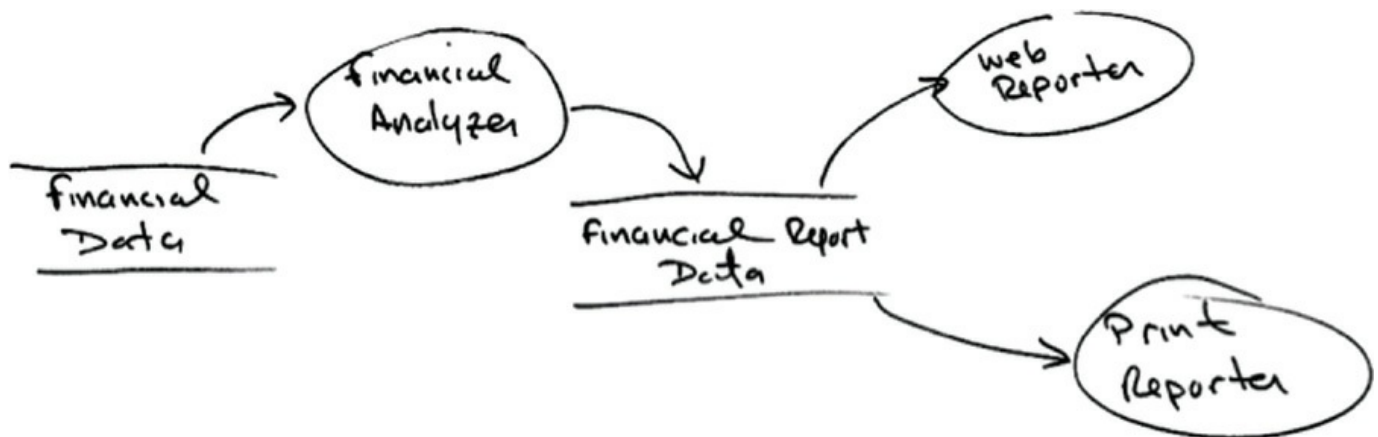 Financial
Analyzer
Web
Reporter
Financial
Data
Financial Report
Data
Print
Reporter